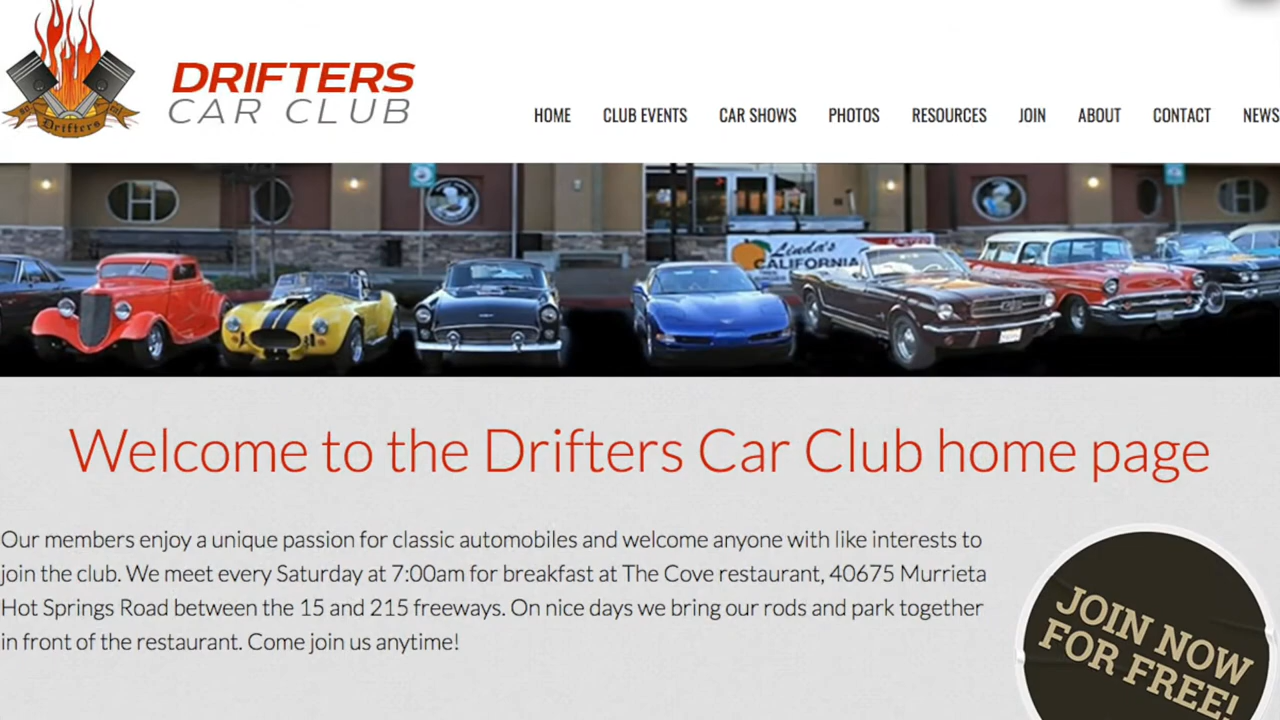 Drifters
DRIFTERS
CAR CLUB
HOME CLUB EVENTS CAR SHOWS PHOTOS RESOURCES JOIN ABOUT CONTACT NEWS
Linda's
CALIFORNIA
Welcome to the Drifters Car Club home page
Our members enjoy a unique passion for classic automobiles and welcome anyone with like interests to
join the club. We meet every Saturday at 7:00am for breakfast at The Cove restaurant, 40675 Murrieta
Hot Springs Road between the 15 and 215 freeways. On nice days we bring our rods and park together
in front of the restaurant. Come join us anytime!
JOIN NOW
FOR FREE!